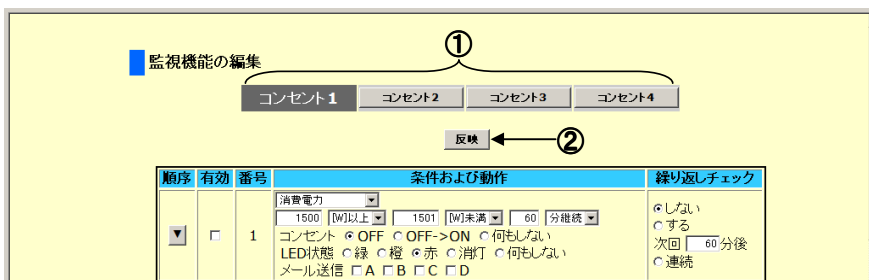 ①
監視機能の編集
コンセント1 コンセント2 コンセント3 コンセント4
反映 ②
順序 有効 番号 条件および動作 繰り返しチェック
▼ 1
消費電力
1500 [W]以上 1501 [W]未満 60 分継続
コンセント OFF OFF->ON 何もしない
LED状態 緑 橙 赤 消灯 何もしない
メール送信 A B C D
しない
する
次回 60 分後
連続